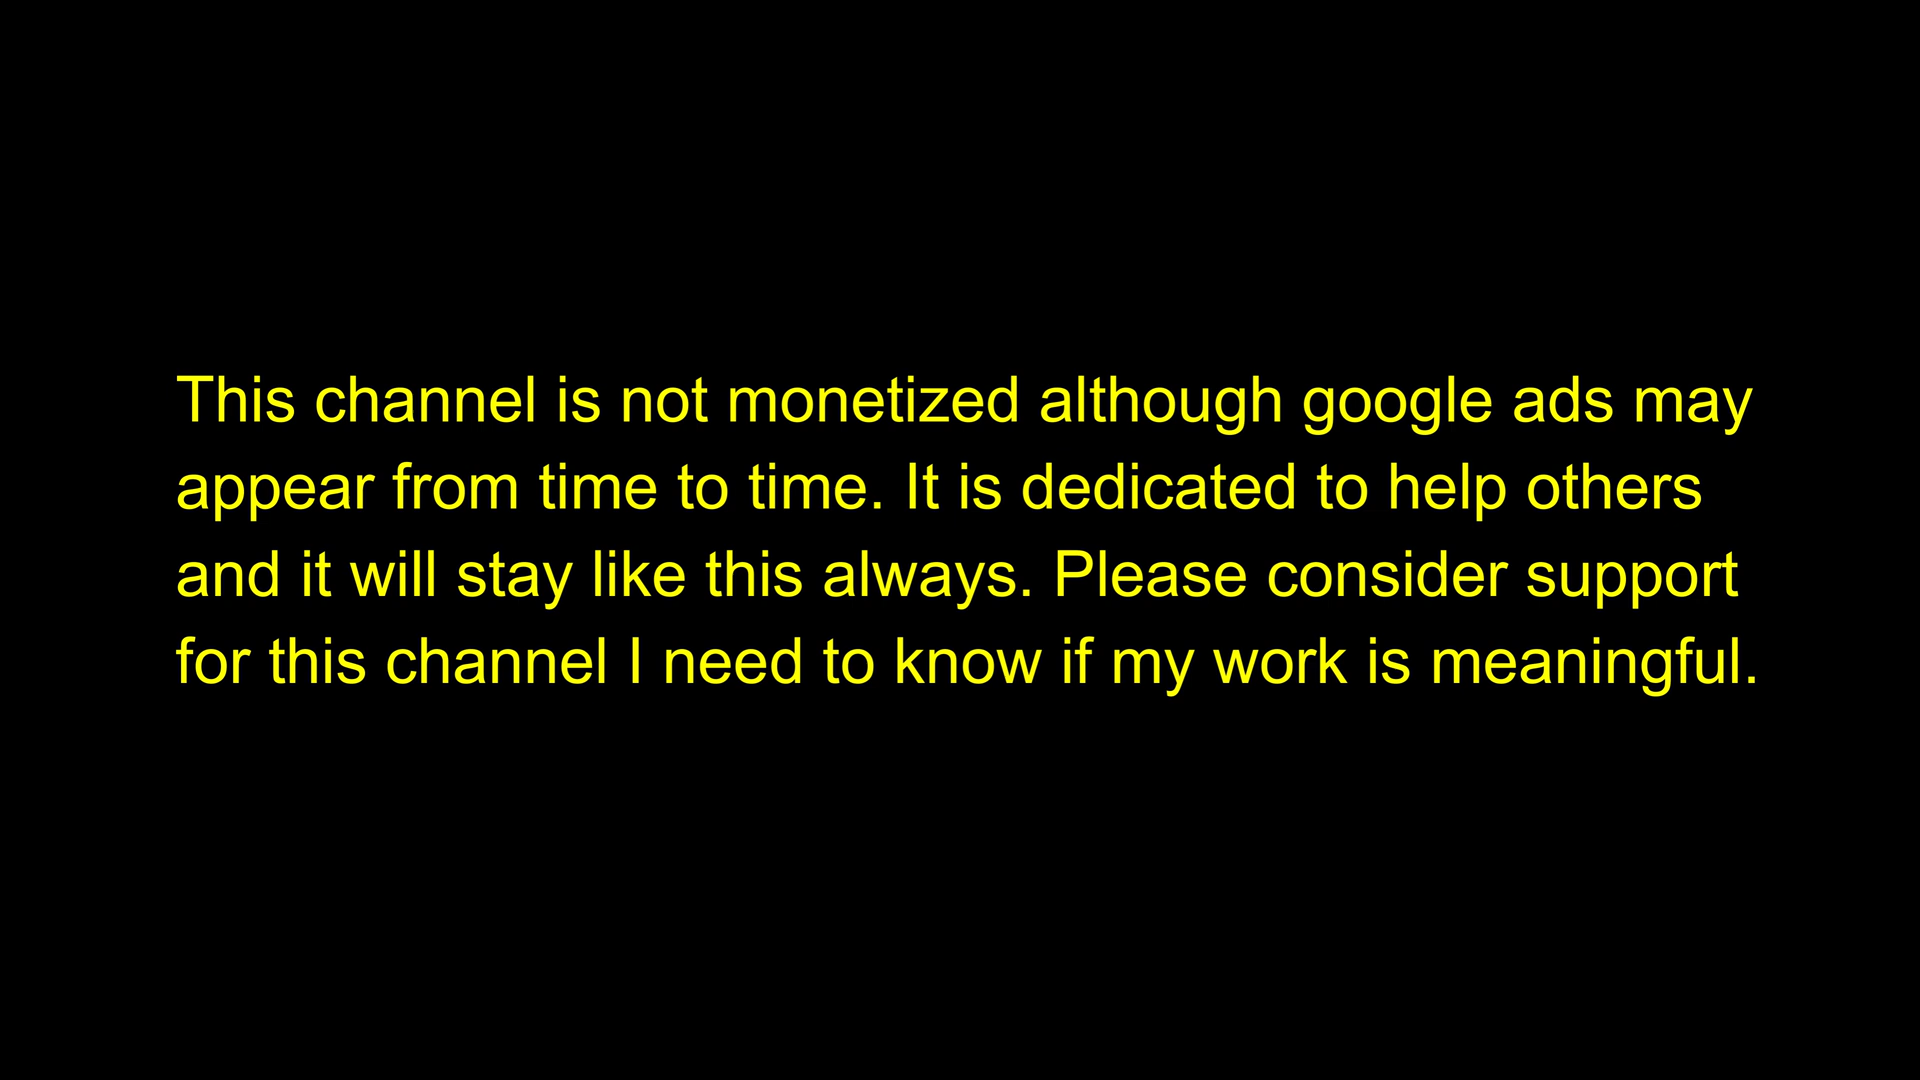 This channel is not monetized although google ads may
appear from time to time. It is dedicated to help others
and it will stay like this always. Please consider support
for this channel I need to know if my work is meaningful.